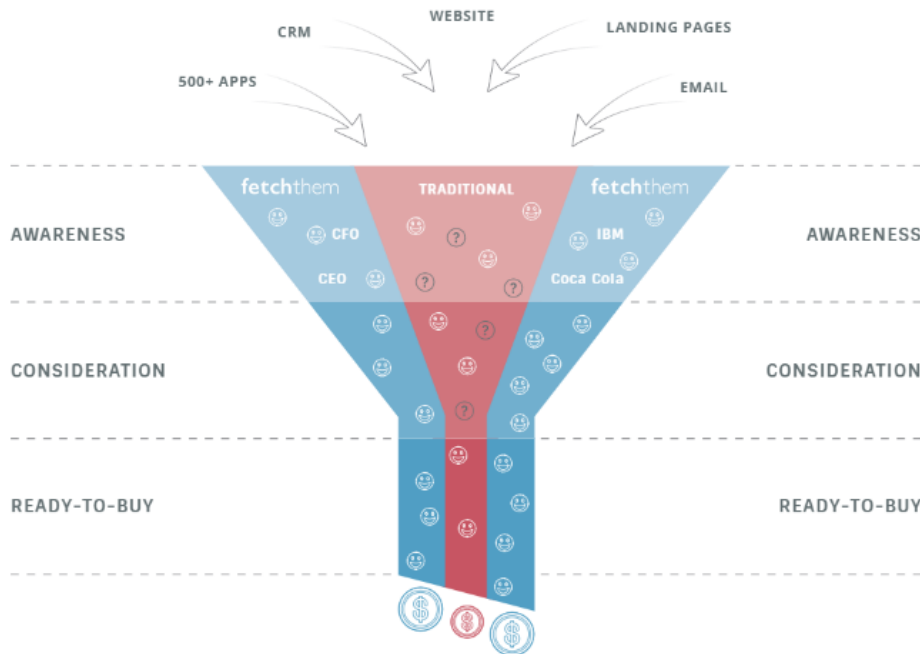 WEBSITE
CRM
LANDING PAGES
500+ APPS
EMAIL
fetchthem
TRADITIONAL
fetchthem
AWARENESS
? CFO
IBM
AWARENESS
CEO
?
?
Coca Cola
?
CONSIDERATION
CONSIDERATION
?
READY-TO-BUY
READY-TO-BUY
$
$
$